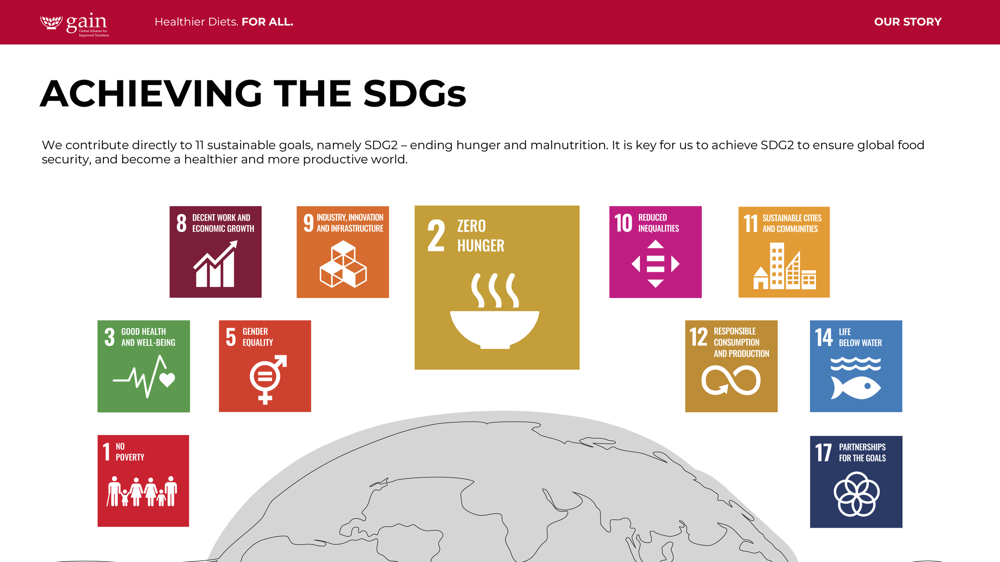 gain
Global Alliance for
Improved Nutrition
Healthier Diets. FOR ALL.
OUR STORY
ACHIEVING THE SDGs
We contribute directly to 11 sustainable goals, namely SDG2 – ending hunger and malnutrition. It is key for us to achieve SDG2 to ensure global food
security, and become a healthier and more productive world.
8 DECENT WORK AND
ECONOMIC GROWTH
9 INDUSTRY, INNOVATION
AND INFRASTRUCTURE
2 ZERO
HUNGER
10 REDUCED
INEQUALITIES
11 SUSTAINABLE CITIES
AND COMMUNITIES
3 GOOD HEALTH
AND WELL-BEING
5 GENDER
EQUALITY
12 RESPONSIBLE
CONSUMPTION
AND PRODUCTION
14 LIFE
BELOW WATER
1 NO
POVERTY
17 PARTNERSHIPS
FOR THE GOALS